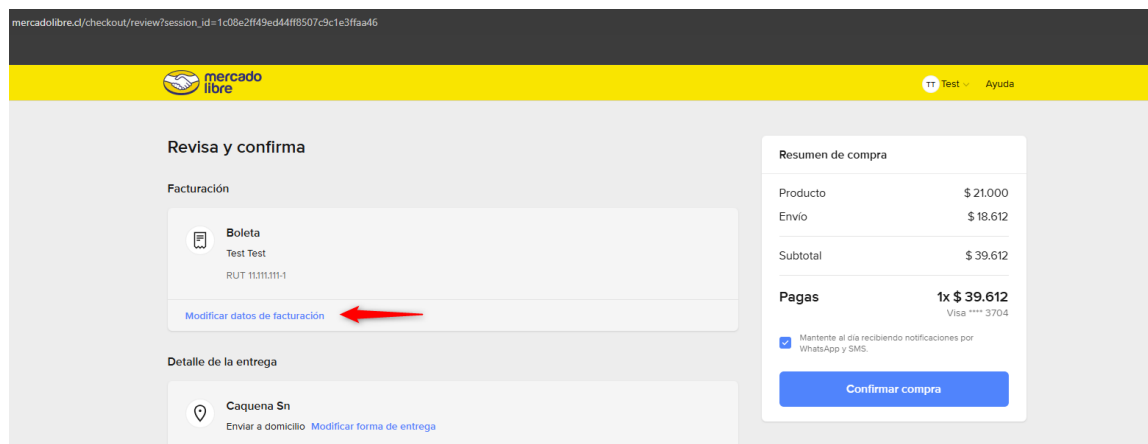 mercadolibre.cl/checkout/review?session_id=1c08e2ff49ed44ff8507c9c1e3ffaa46
mercado
libre
TT Test
Ayuda
Revisa y confirma
Facturación
Boleta
Test Test
RUT 11.111.111-1
Modificar datos de facturación
Detalle de la entrega
Caquena Sn
Enviar a domicilio Modificar forma de entrega
Resumen de compra
Producto $ 21.000
Envío $ 18.612
Subtotal $ 39.612
Pagas 1x $ 39.612
Visa **** 3704
Mantente al día recibiendo notificaciones por
WhatsApp y SMS.
Confirmar compra